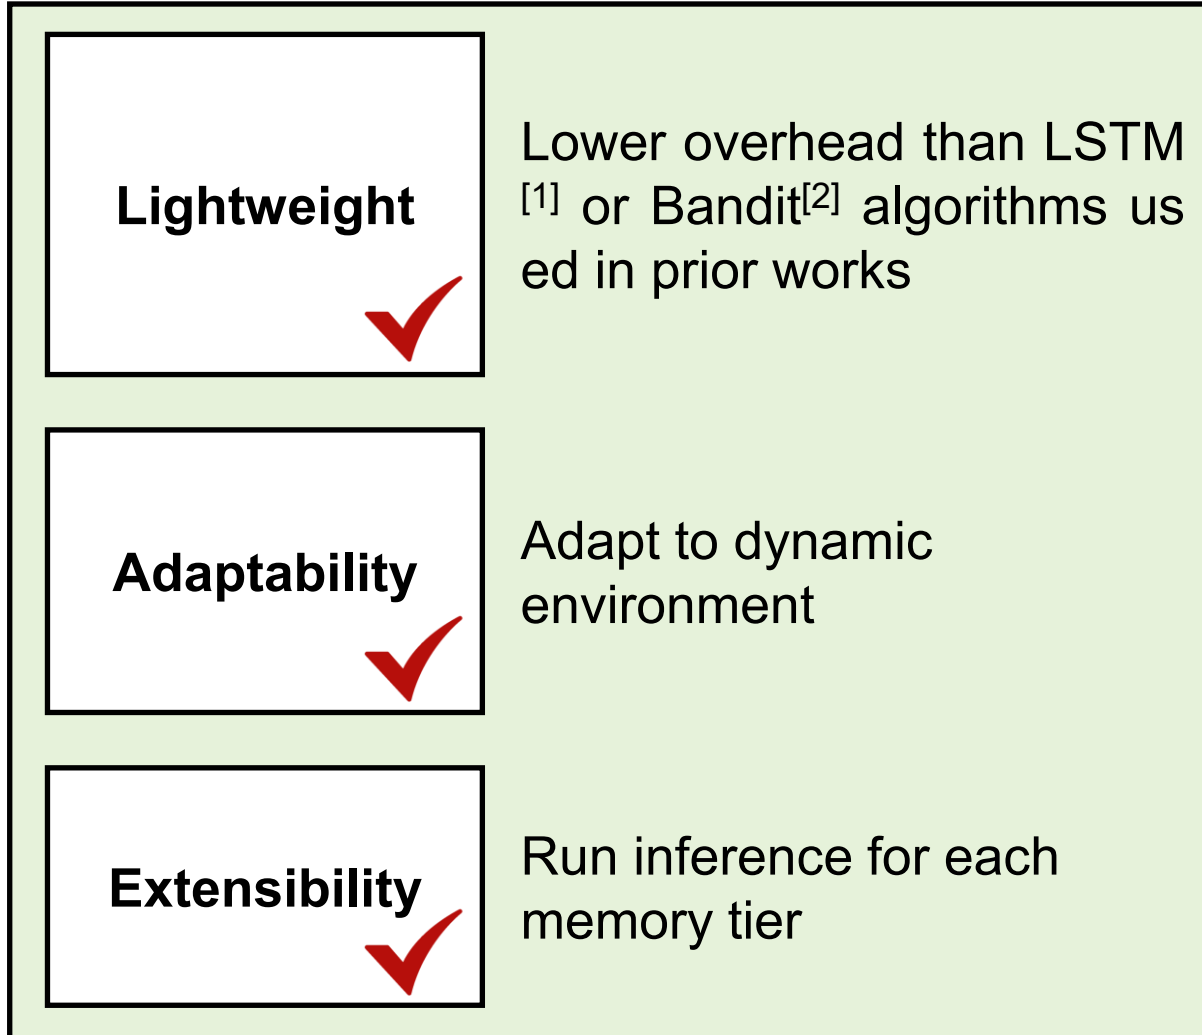 Lightweight
Lower overhead than LSTM
[1] or Bandit[2] algorithms us
ed in prior works
Adaptability
Adapt to dynamic
environment
Extensibility
Run inference for each
memory tier